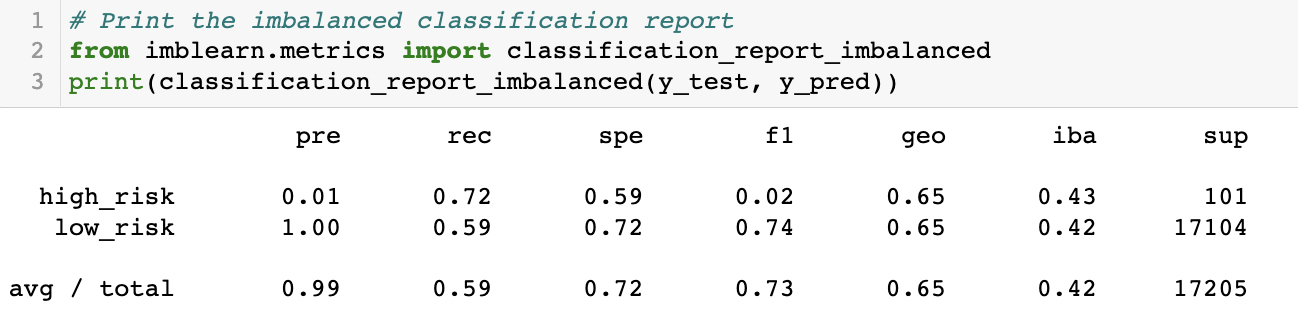 1 # Print the imbalanced classification report
2 from imblearn.metrics import classification_report_imbalanced
3 print(classification_report_imbalanced(y_test, y_pred))
pre rec spe f1 geo iba sup
high_risk 0.01 0.72 0.59 0.02 0.65 0.43 101
low_risk 1.00 0.59 0.72 0.74 0.65 0.42 17104
avg / total 0.99 0.59 0.72 0.73 0.65 0.42 17205